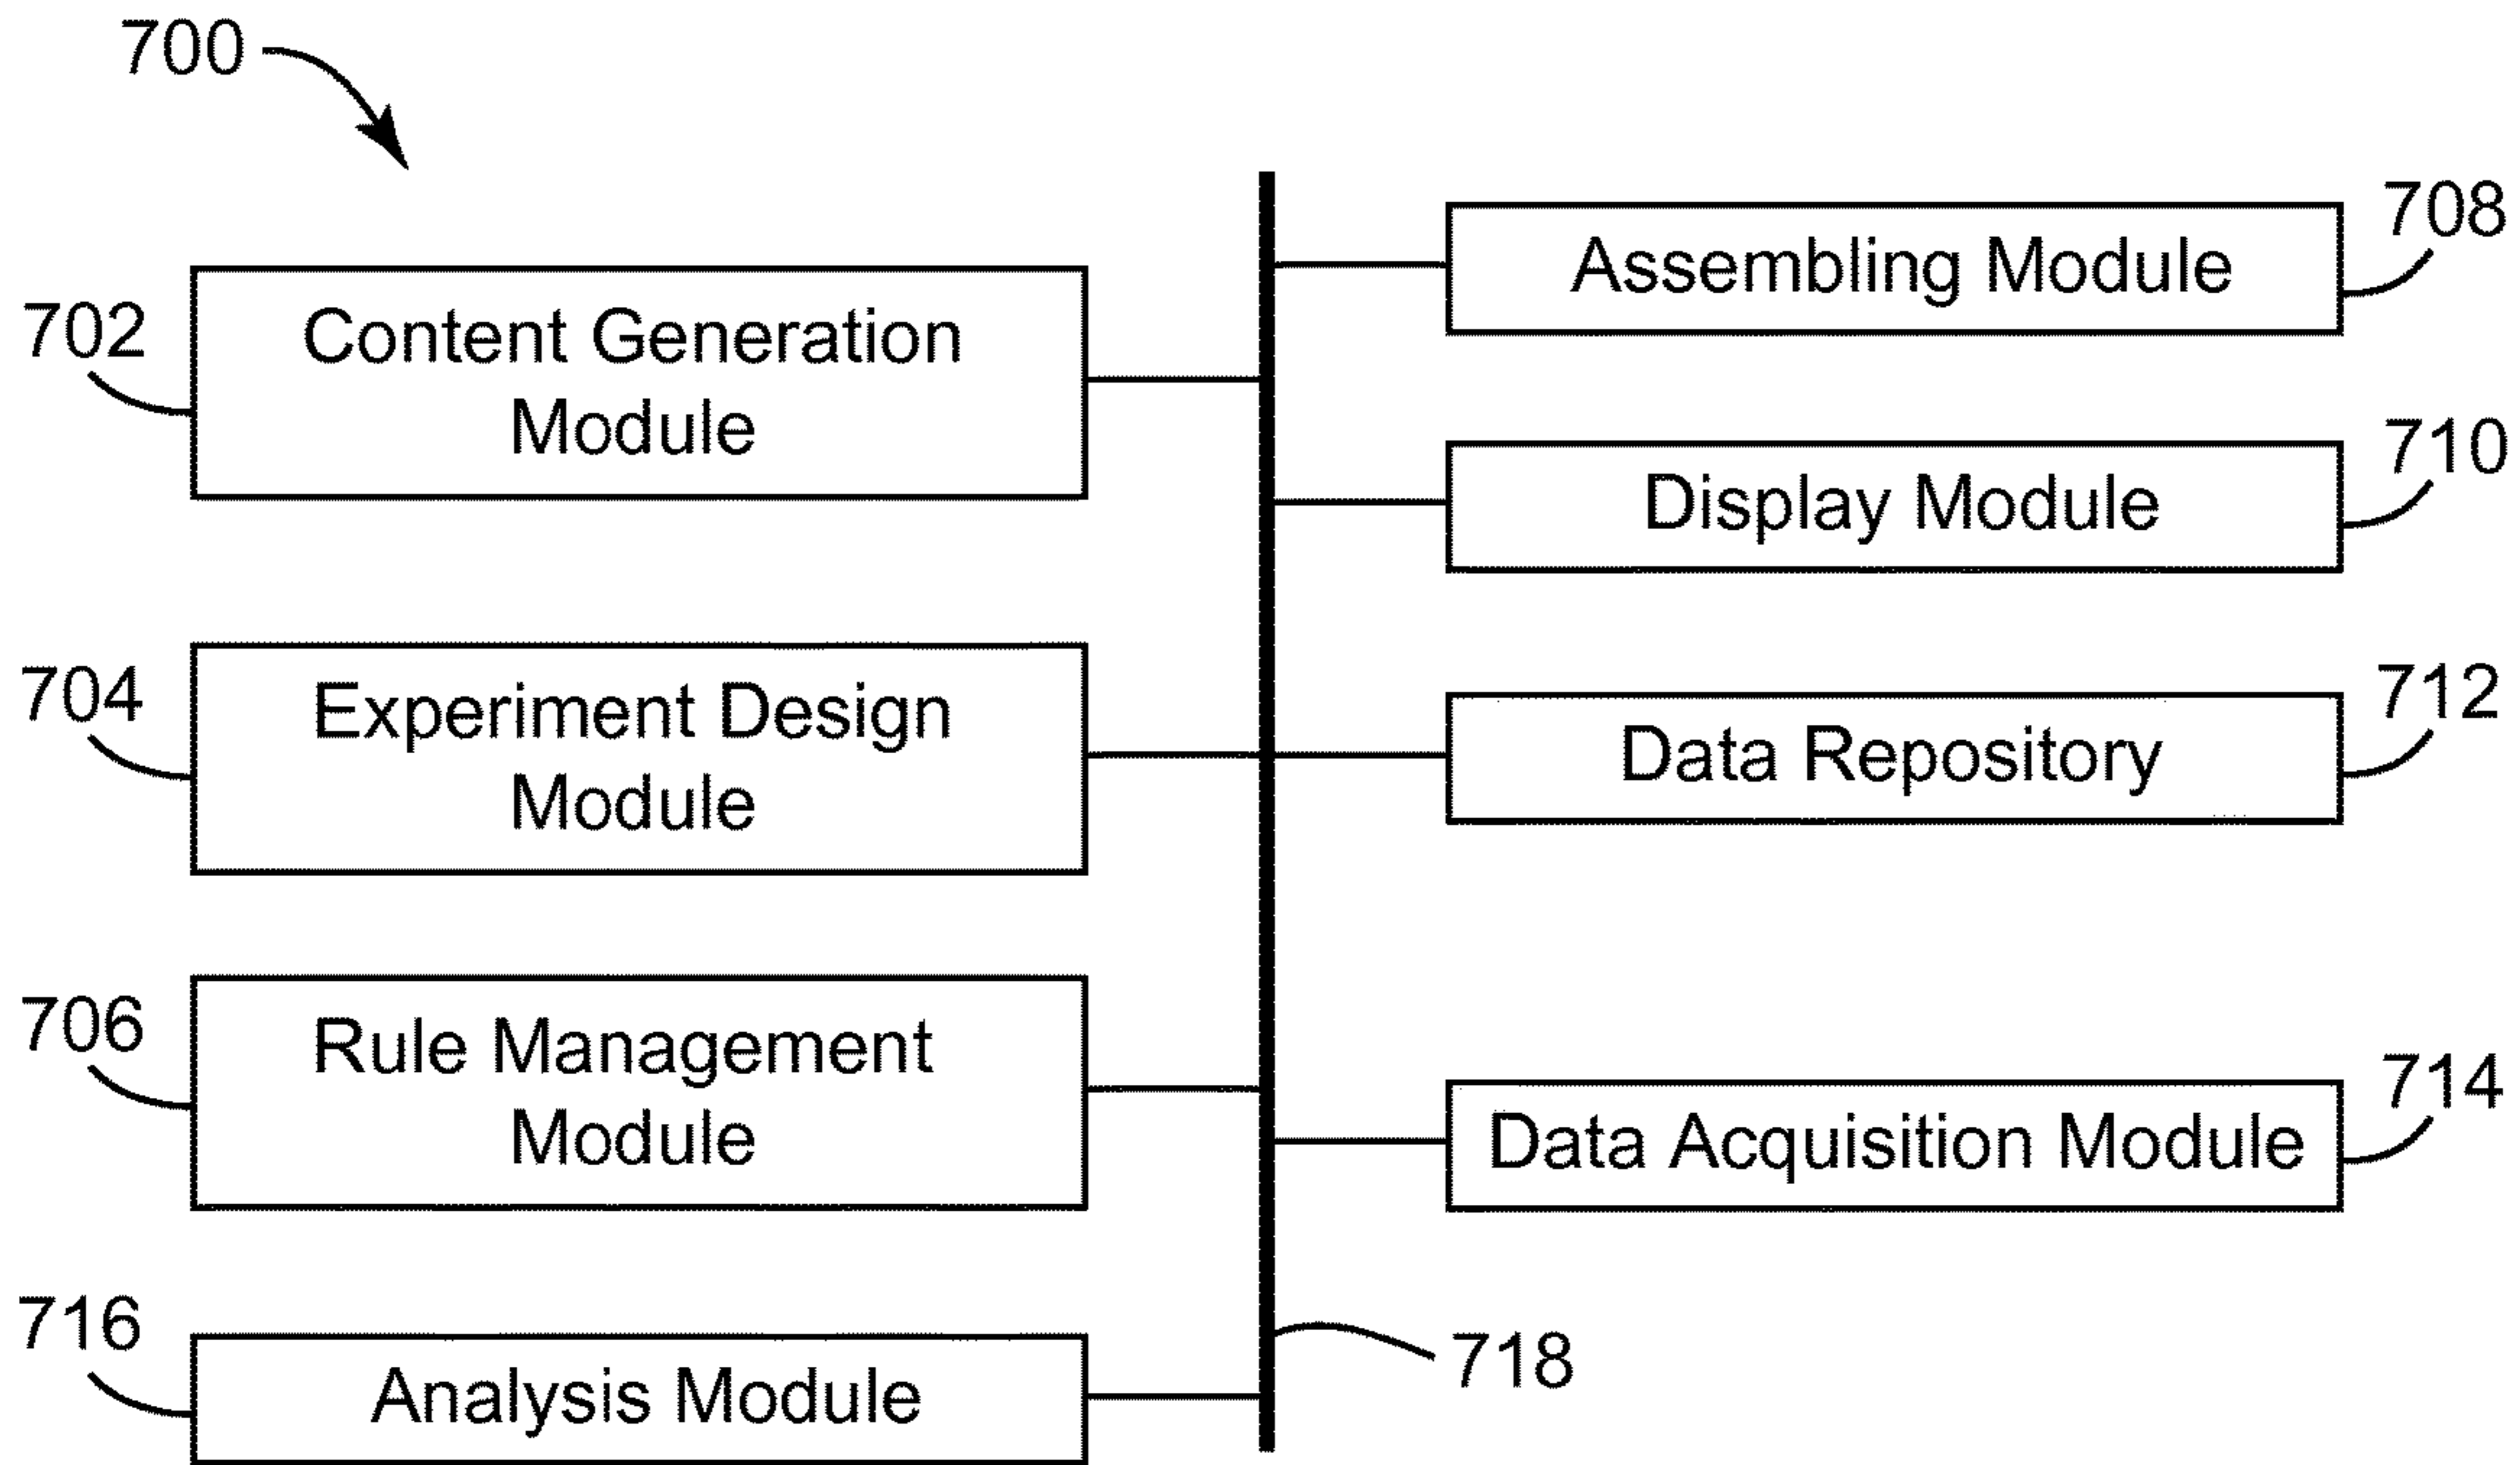 700
708
Assembling Module
702
Content Generation
Module
710
Display Module
704
Experiment Design
Module
712
Data Repository
706
Rule Management
Module
714
Data Acquisition Module
716
Analysis Module
718